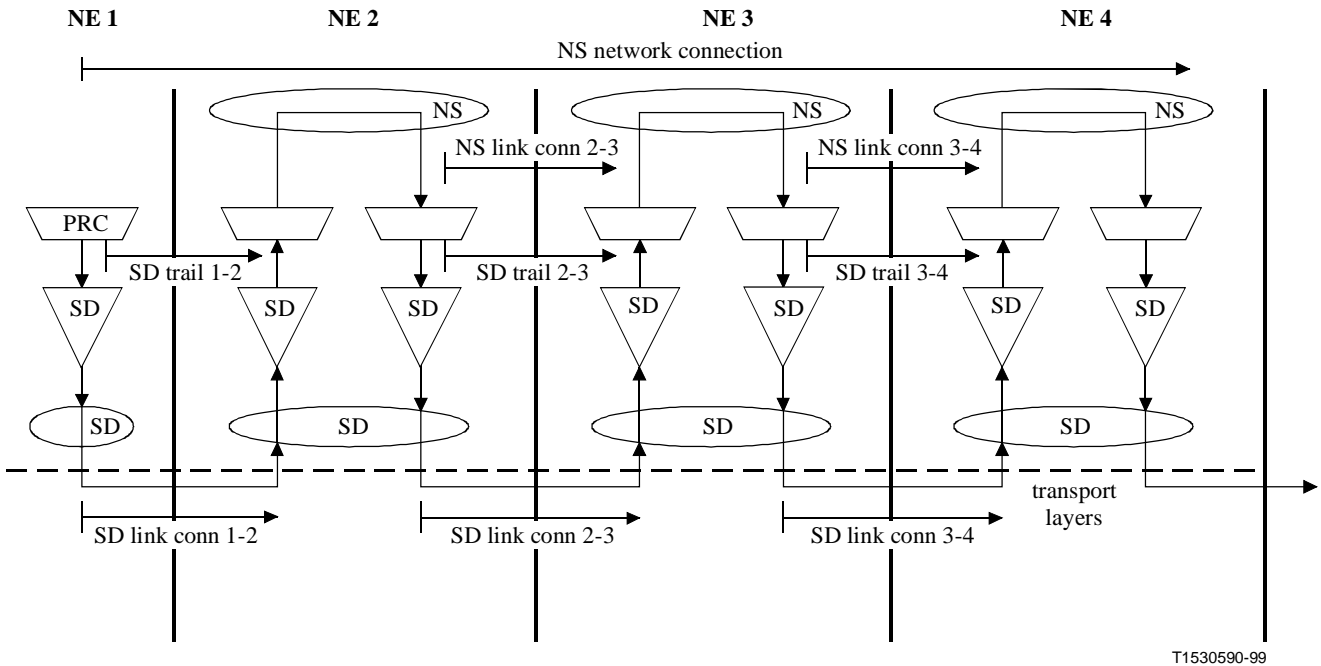 NE 1 NE 2 NE 3 NE 4
NS network connection
NS NS NS
NS link conn 2-3 NS link conn 3-4
PRC
SD trail 1-2 SD trail 2-3 SD trail 3-4
SD SD SD SD SD SD SD
SD SD SD SD
transport
layers
SD link conn 1-2 SD link conn 2-3 SD link conn 3-4
T1530590-99